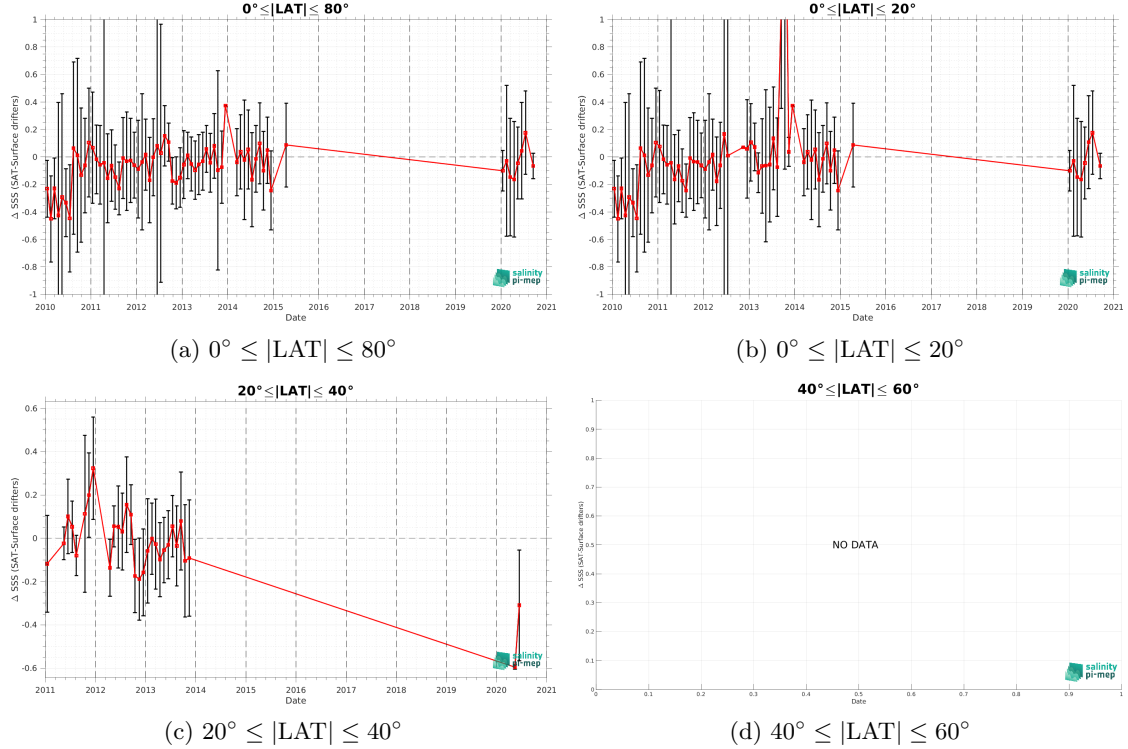 0°≤|LAT|≤ 80°
Δ SSS (SAT-Surface drifters)
1
0.8
0.6
0.4
0.2
0
-0.2
-0.4
-0.6
-0.8
-1
2010 2011 2012 2013 2014 2015 2016 2017 2018 2019 2020 2021
Date
salinity
pi-mep
(a) 0° ≤ |LAT| ≤ 80°
0°≤|LAT|≤ 20°
Δ SSS (SAT-Surface drifters)
1
0.8
0.6
0.4
0.2
0
-0.2
-0.4
-0.6
-0.8
-1
2010 2011 2012 2013 2014 2015 2016 2017 2018 2019 2020 2021
Date
salinity
pi-mep
(b) 0° ≤ |LAT| ≤ 20°
20°≤|LAT|≤ 40°
Δ SSS (SAT-Surface drifters)
0.6
0.4
0.2
0
-0.2
-0.4
-0.6
2011 2012 2013 2014 2015 2016 2017 2018 2019 2020 2021
Date
salinity
pi-mep
(c) 20° ≤ |LAT| ≤ 40°
40°≤|LAT|≤ 60°
Δ SSS (SAT-Surface drifters)
1
0.9
0.8
0.7
0.6
0.5
0.4
0.3
0.2
0.1
0
NO DATA
0 0.1 0.2 0.3 0.4 0.5 0.6 0.7 0.8 0.9 1
Date
salinity
pi-mep
(d) 40° ≤ |LAT| ≤ 60°